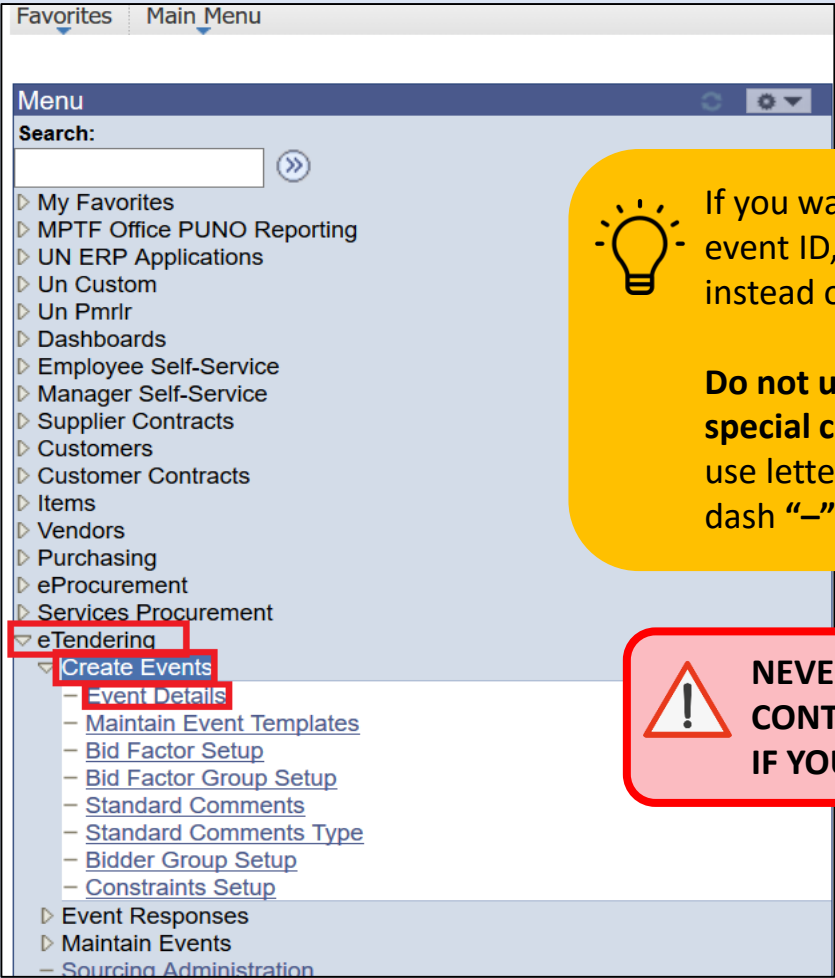 Favorites Main Menu
Menu
Search:
My Favorites
MPTF Office PUNO Reporting
UN ERP Applications
Un Custom
Un Pmrlr
Dashboards
Employee Self-Service
Manager Self-Service
Supplier Contracts
Customers
Customer Contracts
Items
Vendors
Purchasing
eProcurement
Services Procurement
eTendering
Create Events
Event Details
Maintain Event Templates
Bid Factor Setup
Bid Factor Group Setup
Standard Comments
Standard Comments Type
Bidder Group Setup
Constraints Setup
Event Responses
Maintain Events
Sourcing Administration
If you wa
event ID,
instead
Do not u
special c
use lette
dash “–”
NEVE
CONT
IF YOU